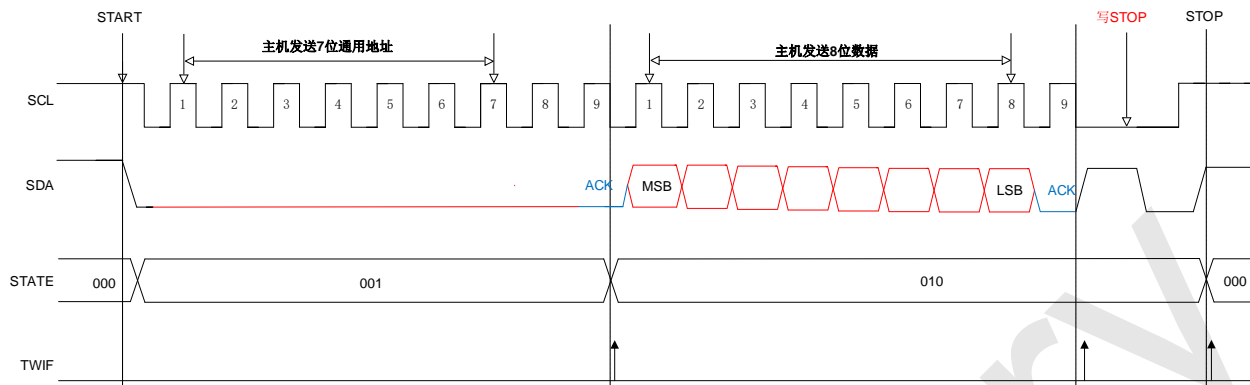 START
写STOP
STOP
主机发送7位通用地址
主机发送8位数据
SCL
1 2 3 4 5 6 7 8 9 1 2 3 4 5 6 7 8 9
SDA
ACK MSB LSB ACK
STATE
000 001 010 000
TWIF